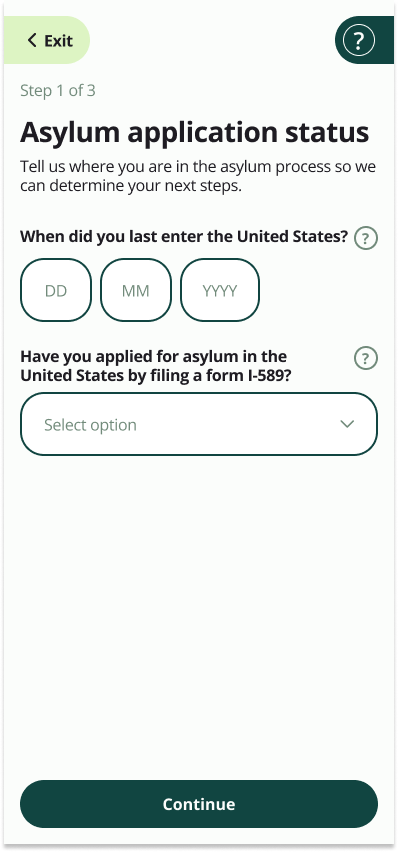 Exit
?
Step 1 of 3
Asylum application status
Tell us where you are in the asylum process so we
can determine your next steps.
When did you last enter the United States? ?
DD MM YYYY
Have you applied for asylum in the ?
United States by filing a form I-589?
Select option
Continue